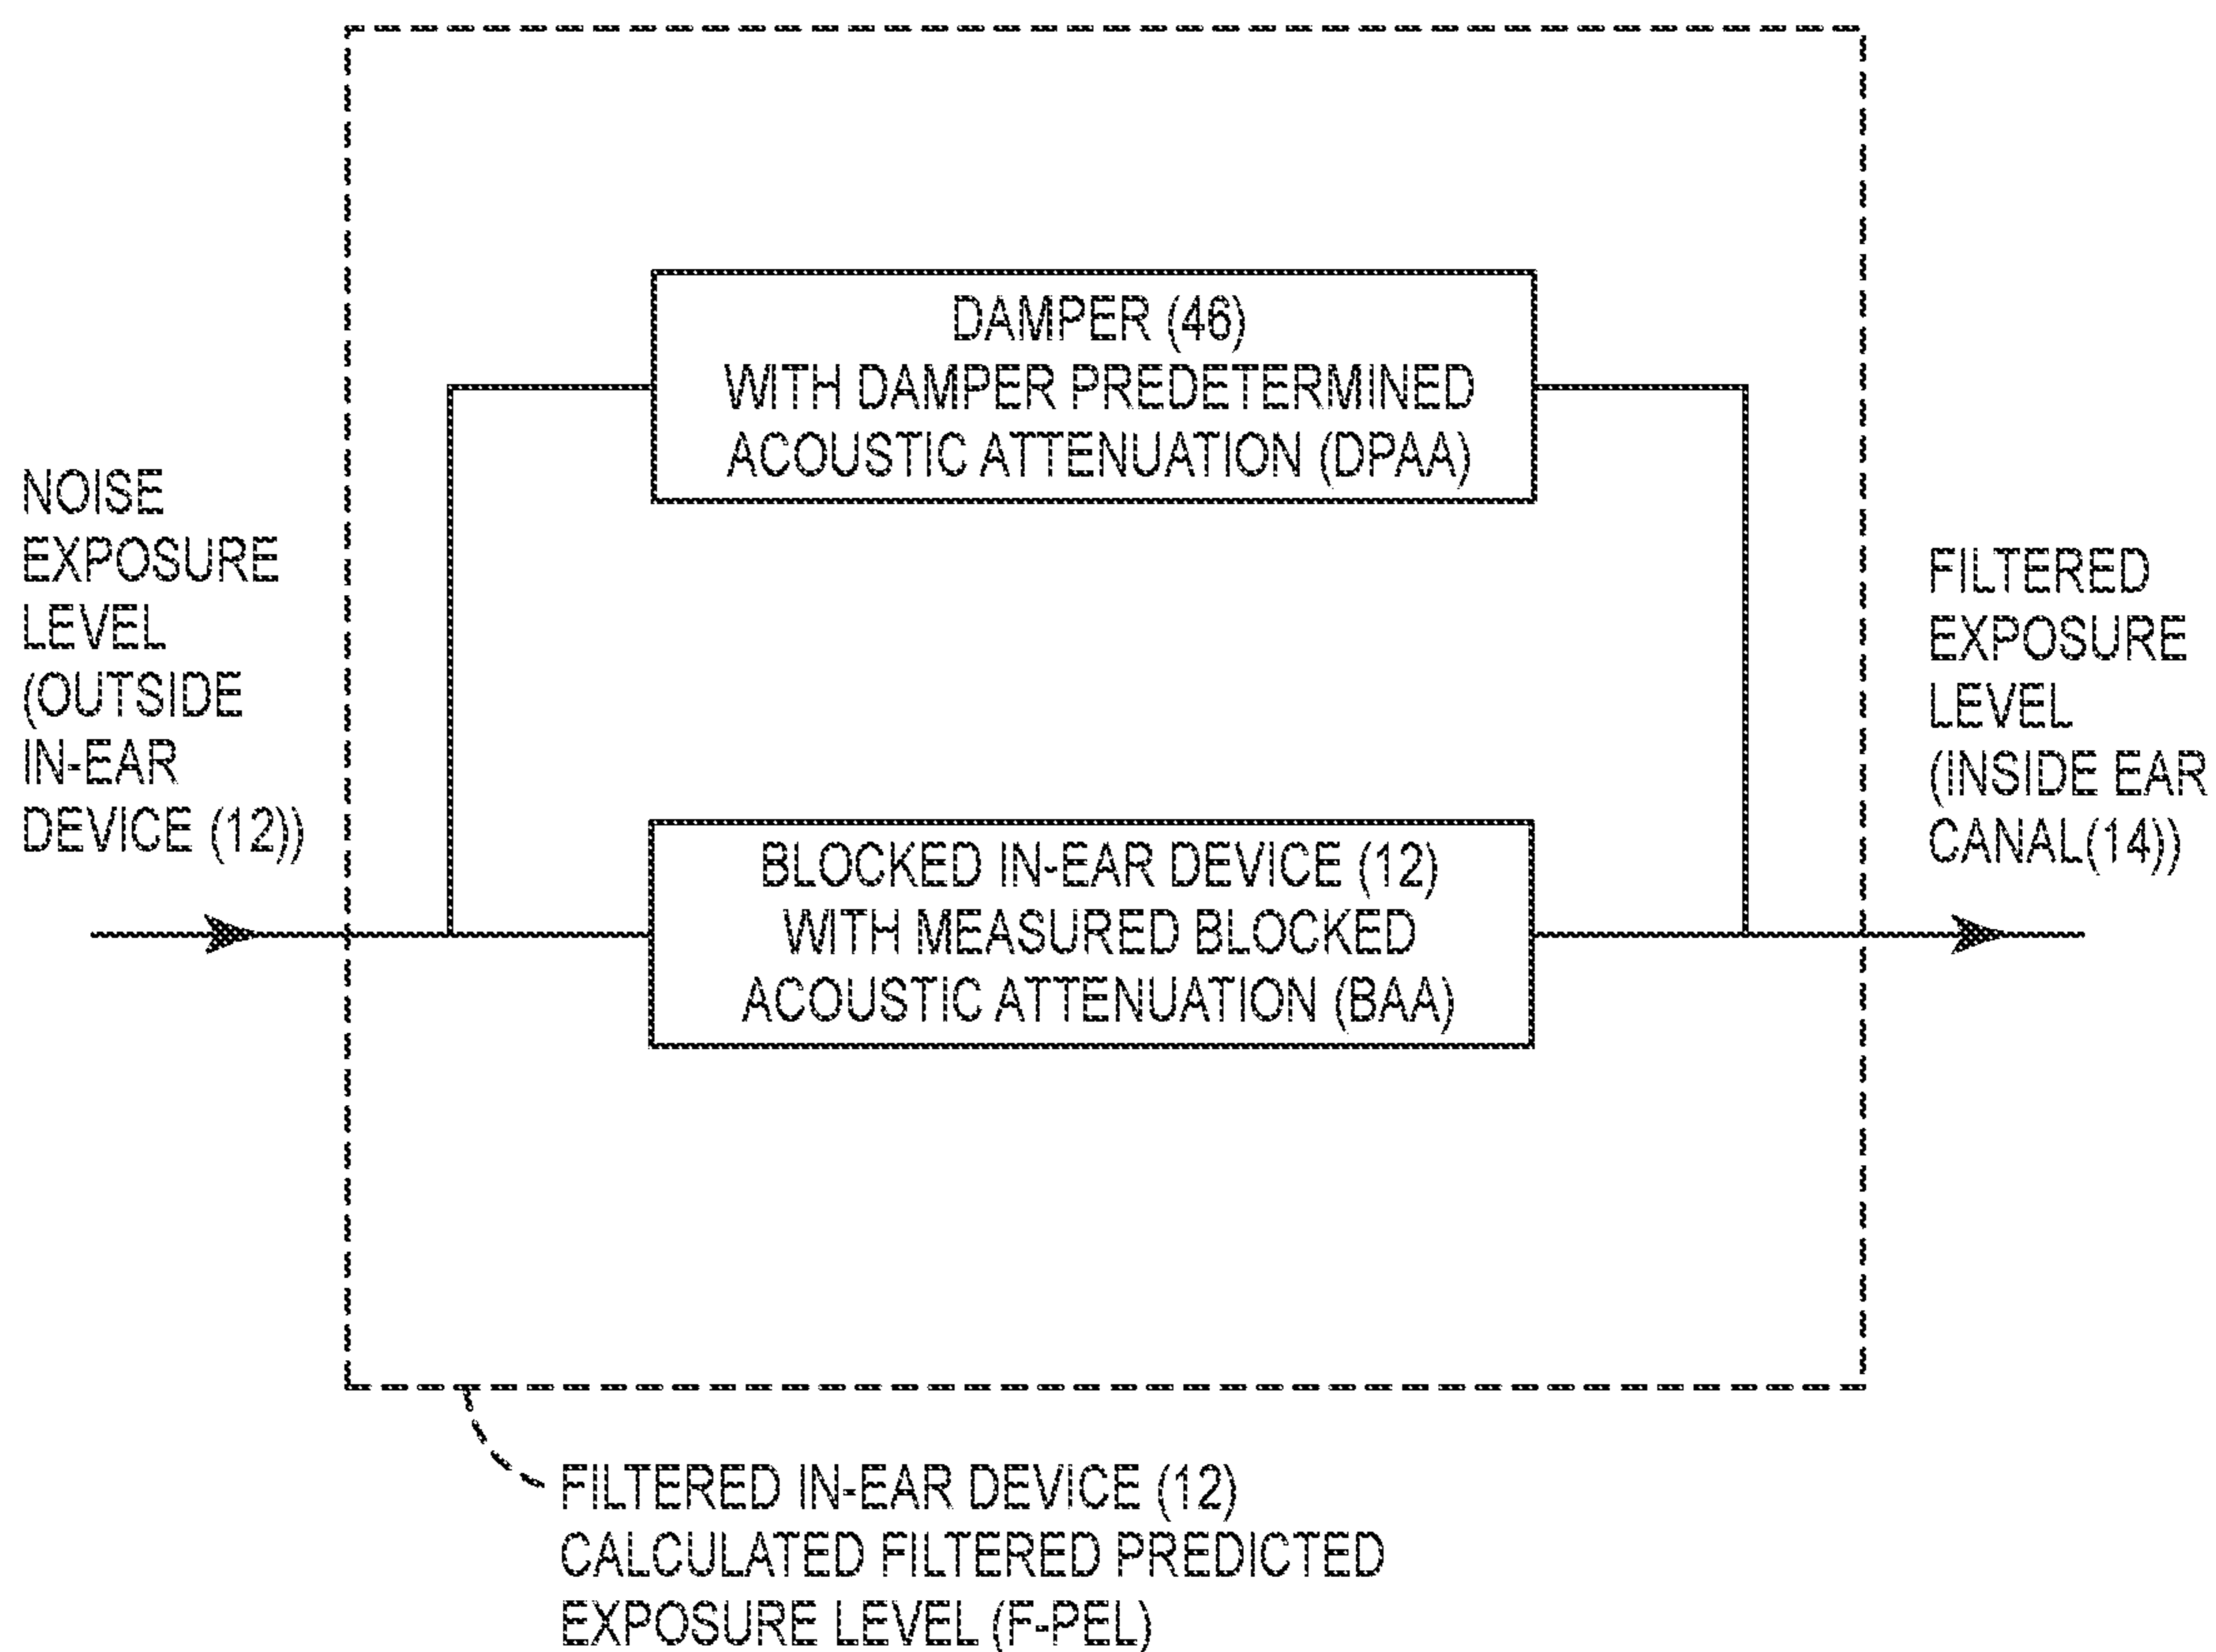 DAMPER (46)
WITH DAMPER PREDETERMINED
ACOUSTIC ATTENUATION (DPAA)
NOISE
EXPOSURE
LEVEL
(OUTSIDE
IN-EAR
DEVICE (12))
BLOCKED IN-EAR DEVICE (12)
WITH MEASURED BLOCKED
ACOUSTIC ATTENUATION (BAA)
FILTERED
EXPOSURE
LEVEL
(INSIDE EAR
CANAL(14))
FILTERED IN-EAR DEVICE (12)
CALCULATED FILTERED PREDICTED
EXPOSURE LEVEL (F-PEL)